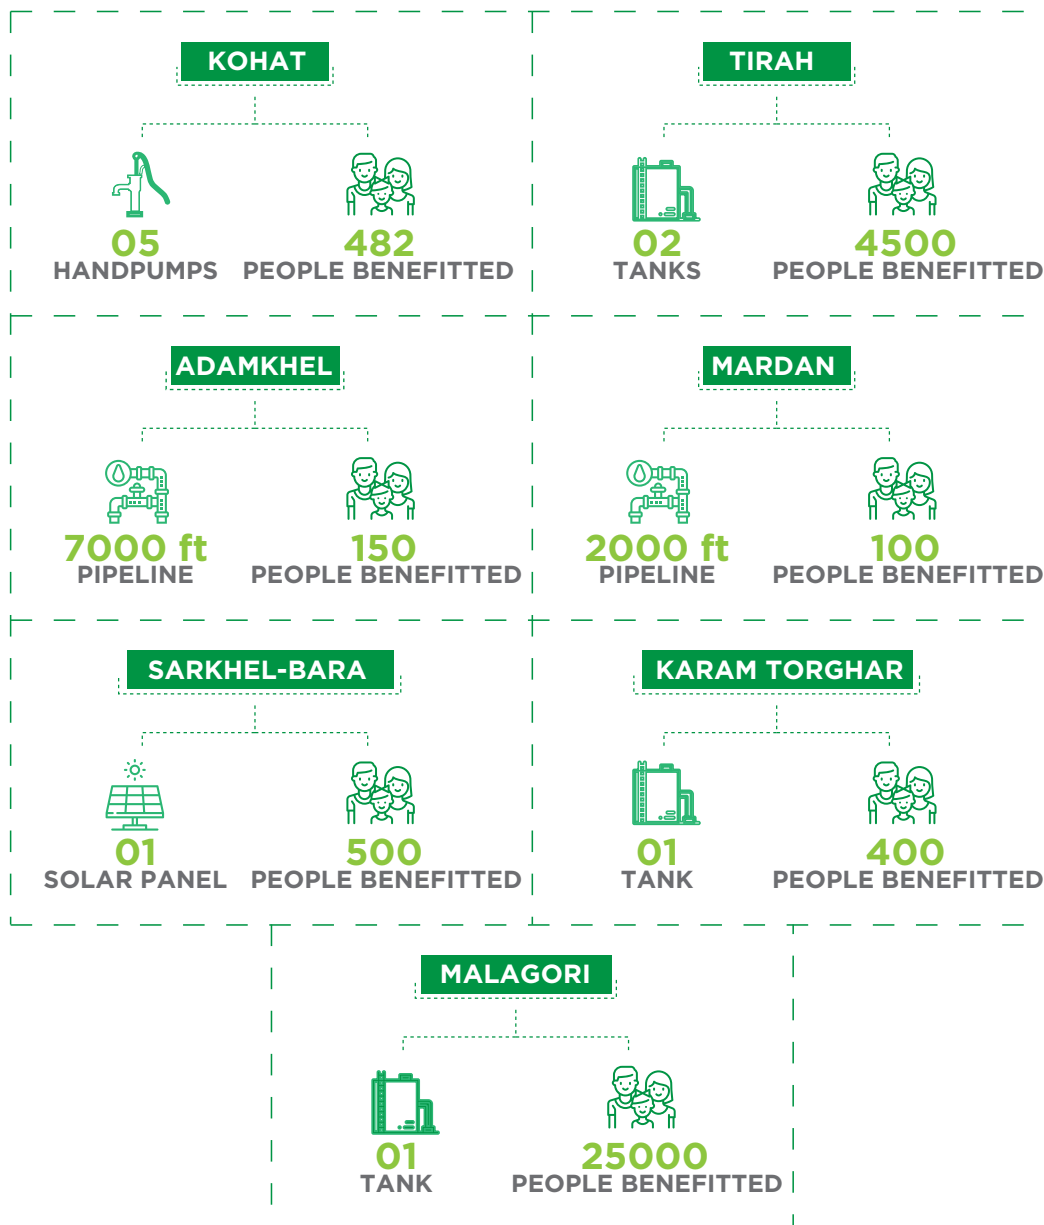 KOHAT
05
HANDPUMPS
482
PEOPLE BENEFITTED
TIRAH
02
TANKS
4500
PEOPLE BENEFITTED
ADAMKHEL
7000 ft
PIPELINE
150
PEOPLE BENEFITTED
MARDAN
2000 ft
PIPELINE
100
PEOPLE BENEFITTED
SARKHEL-BARA
01
SOLAR PANEL
500
PEOPLE BENEFITTED
KARAM TORGHAR
01
TANK
400
PEOPLE BENEFITTED
MALAGORI
01
TANK
25000
PEOPLE BENEFITTED